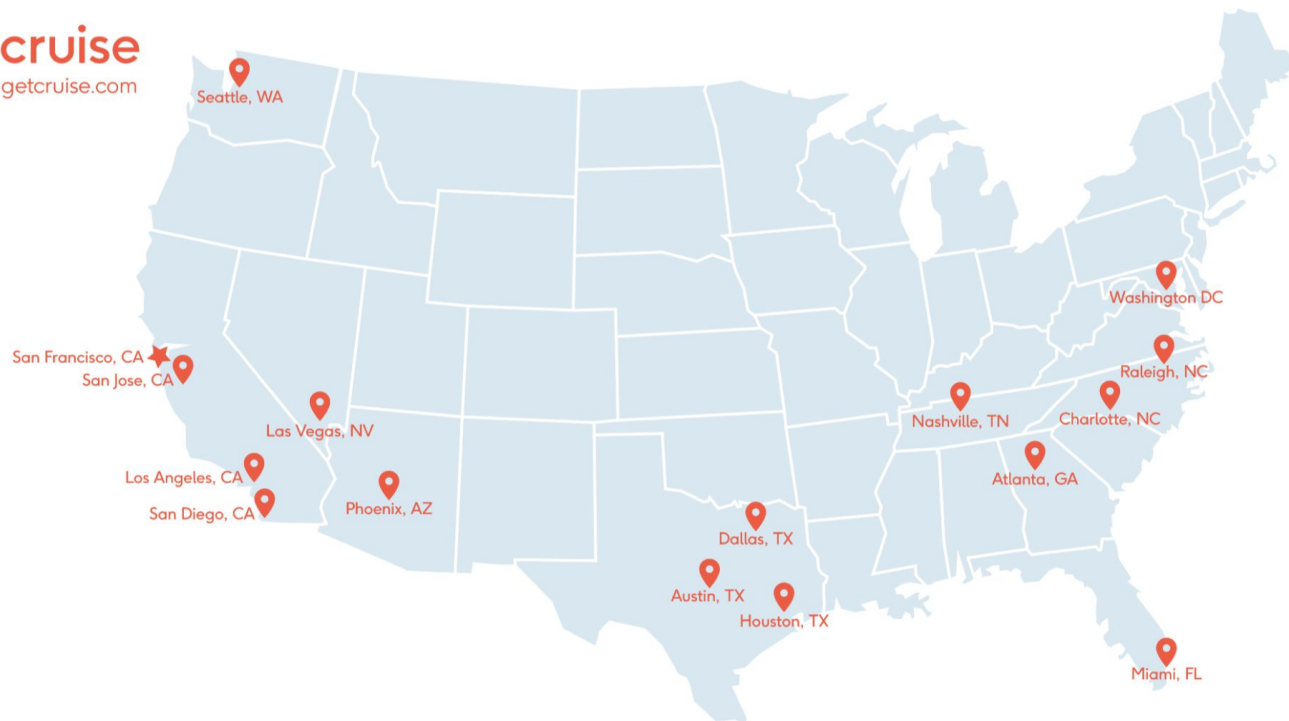 cruise
getcruise.com
Seattle, WA
Washington DC
San Francisco, CA
San Jose, CA
Raleigh, NC
Las Vegas, NV
Nashville, TN
Charlotte, NC
Los Angeles, CA
Atlanta, GA
San Diego, CA
Phoenix, AZ
Dallas, TX
Austin, TX
Houston, TX
Miami, FL